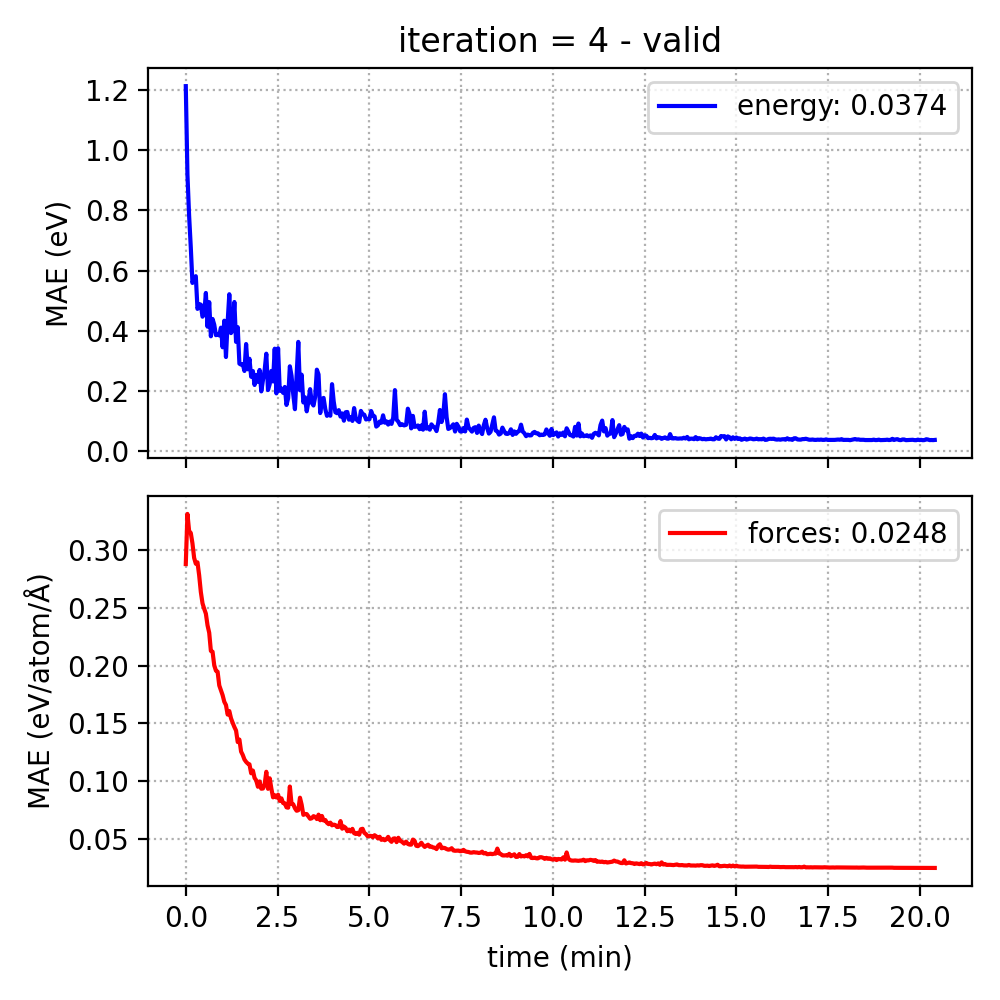 iteration = 4 - valid
1.2
1.0
0.8
0.6
0.4
0.2
0.0
MAE (eV)
energy: 0.0374
0.30
0.25
0.20
0.15
0.10
0.05
MAE (eV/atom/Å)
forces: 0.0248
0.0 2.5 5.0 7.5 10.0 12.5 15.0 17.5 20.0
time (min)